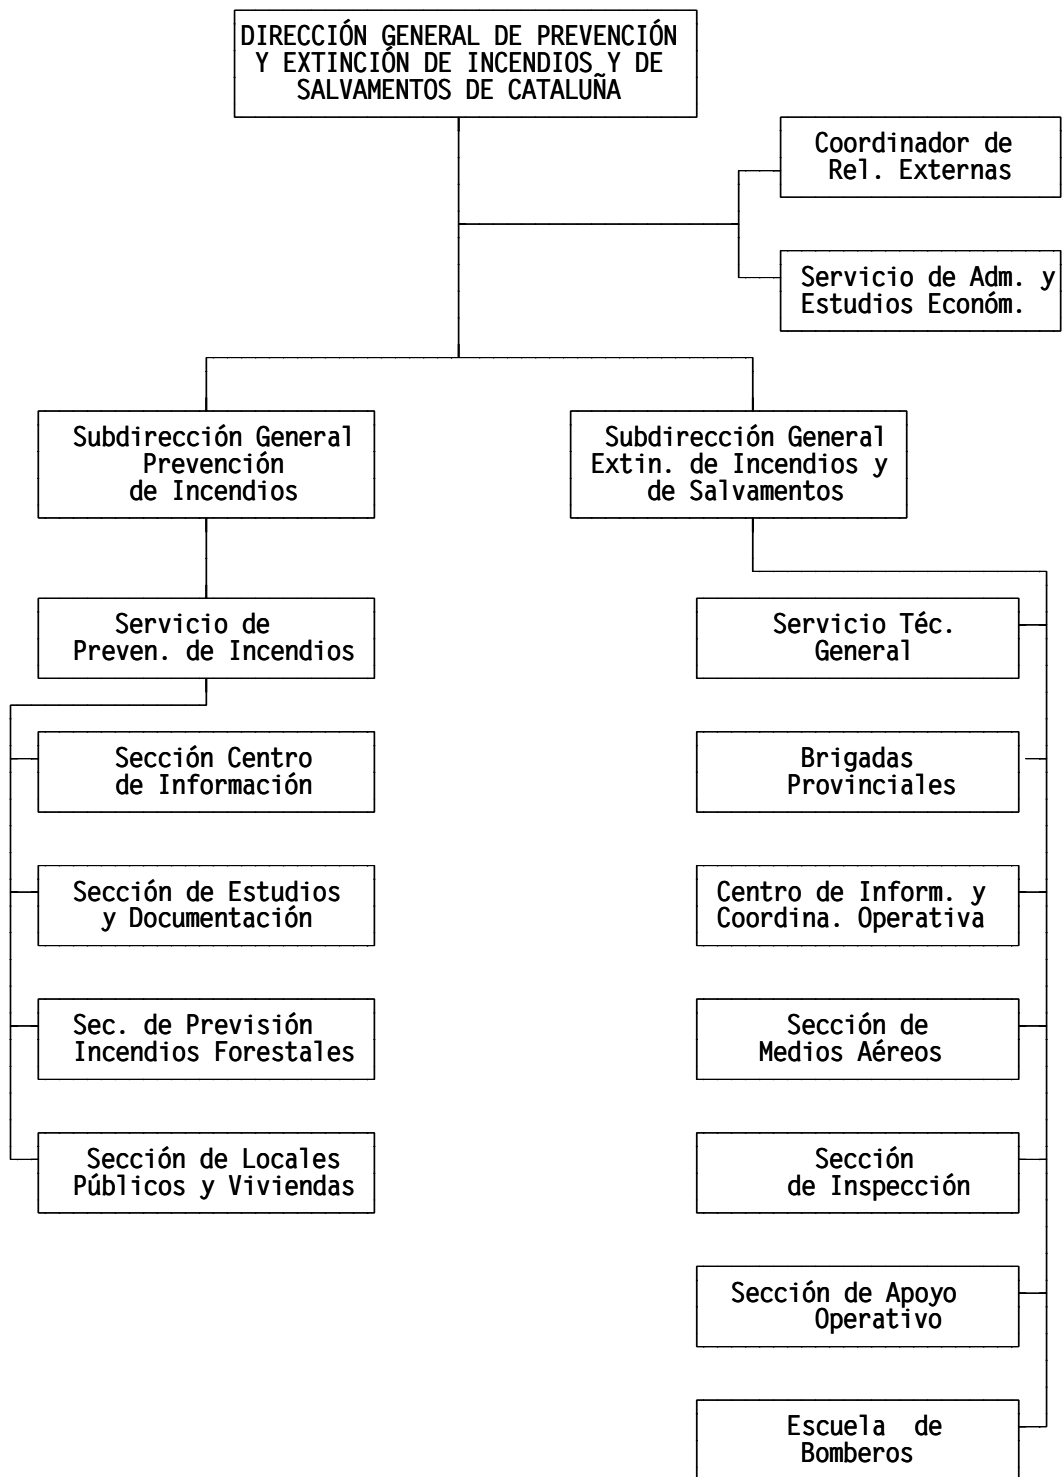 DIRECCIÓN GENERAL DE PREVENCIÓN
Y EXTINCIÓN DE INCENDIOS Y DE
SALVAMENTOS DE CATALUÑA
Coordinador de
Rel. Externas
Servicio de Adm. y
Estudios Económ.
Subdirección General
Prevención
de Incendios
Subdirección General
Extin. de Incendios y
de Salvamentos
Servicio de
Preven. de Incendios
Servicio Téc.
General
Sección Centro
de Información
Brigadas
Provinciales
Sección de Estudios
y Documentación
Centro de Inform. y
Coordina. Operativa
Sec. de Previsión
Incendios Forestales
Sección de
Medios Aéreos
Sección de Locales
Públicos y Viviendas
Sección
de Inspección
Sección de Apoyo
Operativo
Escuela de
Bomberos